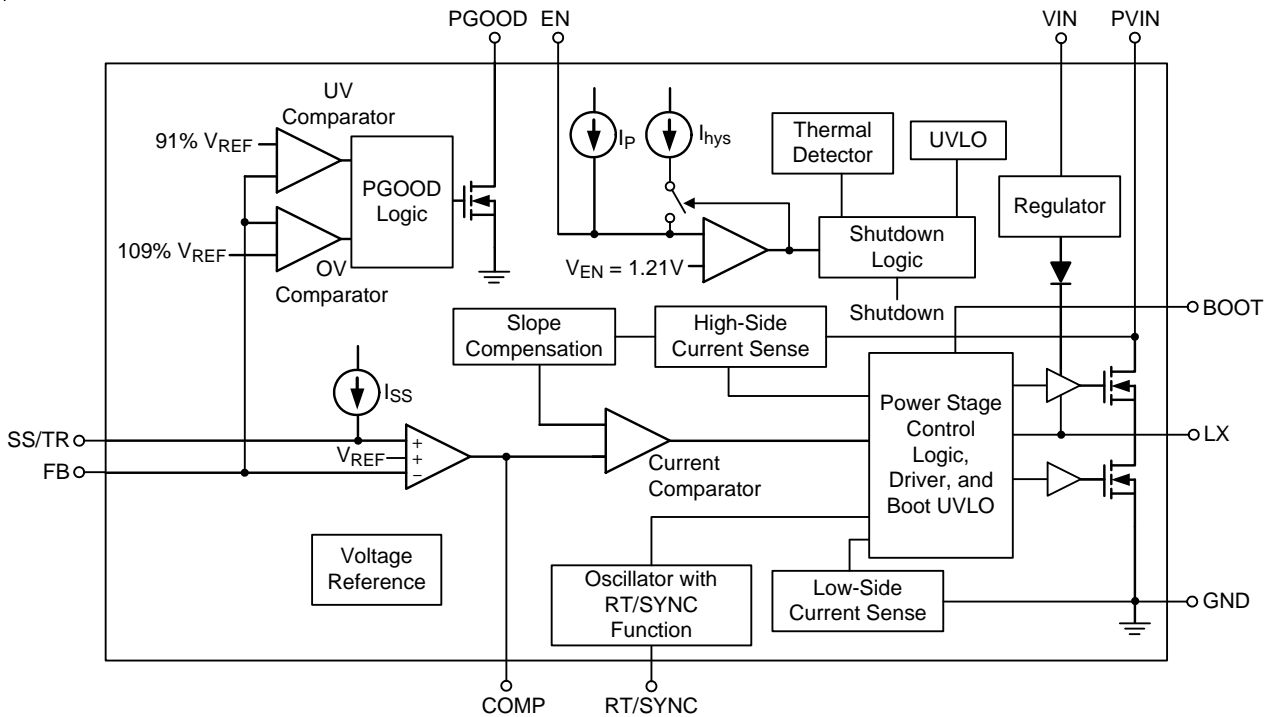 PGOOD EN VIN PVIN
UV
Comparator
91% VREF
PGOOD
Logic
109% VREF
OV
Comparator
IP
Ihys
Thermal
Detector
UVLO
Regulator
Shutdown
Logic
VEN = 1.21V
Shutdown
BOOT
Slope
Compensation
High-Side
Current Sense
ISS
SS/TR
VREF
+
+
−
FB
Current
Comparator
Power Stage
Control
Logic,
Driver, and
Boot UVLO
LX
Voltage
Reference
Oscillator with
RT/SYNC
Function
Low-Side
Current Sense
GND
COMP RT/SYNC